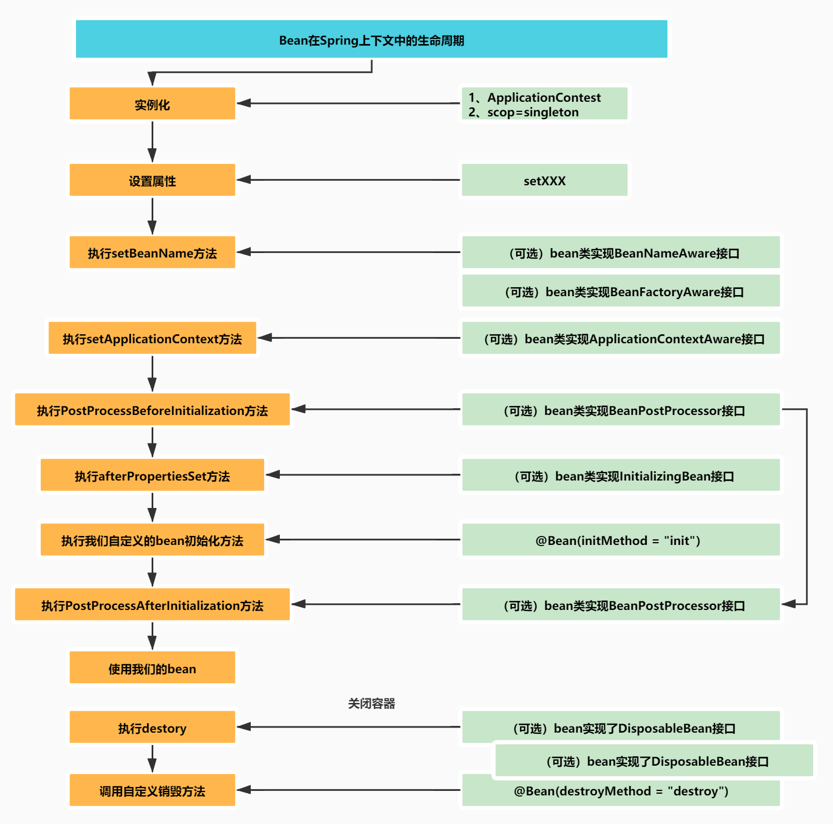 Bean在Spring上下文中的生命周期
实例化
1、ApplicationContest
2、scop=singleton
设置属性
setXXX
执行setBeanName方法
（可选）bean类实现BeanNameAware接口
（可选）bean类实现BeanFactoryAware接口
执行setApplicationContext方法
（可选）bean类实现ApplicationContextAware接口
执行PostProcessBeforeInitialization方法
（可选）bean类实现BeanPostProcessor接口
执行afterPropertiesSet方法
（可选）bean类实现InitializingBean接口
执行我们自定义的bean初始化方法
@Bean(initMethod = "init")
执行PostProcessAfterInitialization方法
（可选）bean类实现BeanPostProcessor接口
使用我们的bean
关闭容器
执行destory
（可选）bean实现了DisposableBean接口
（可选）bean实现了DisposableBean接口
调用自定义销毁方法
@Bean(destroyMethod = "destroy")